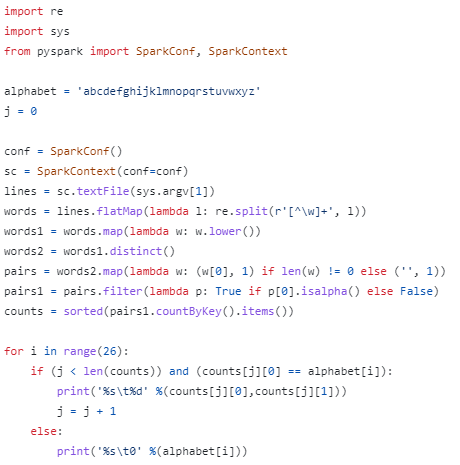 import re
import sys
from pyspark import SparkConf, SparkContext
alphabet = 'abcdefghijklmnopqrstuvwxyz'
j = 0
conf = SparkConf()
sc = SparkContext(conf=conf)
lines = sc.textFile(sys.argv[1])
words = lines.flatMap(lambda l: re.split(r'[^\w]+', l))
words1 = words.map(lambda w: w.lower())
words2 = words1.distinct()
pairs = words2.map(lambda w: (w[0], 1) if len(w) != 0 else ('', 1))
pairs1 = pairs.filter(lambda p: True if p[0].isalpha() else False)
counts = sorted(pairs1.countByKey().items())
for i in range(26):
    if (j < len(counts)) and (counts[j][0] == alphabet[i]):
        print('%s\t%d' %(counts[j][0],counts[j][1]))
        j = j + 1
    else:
        print('%s\t0' %(alphabet[i]))